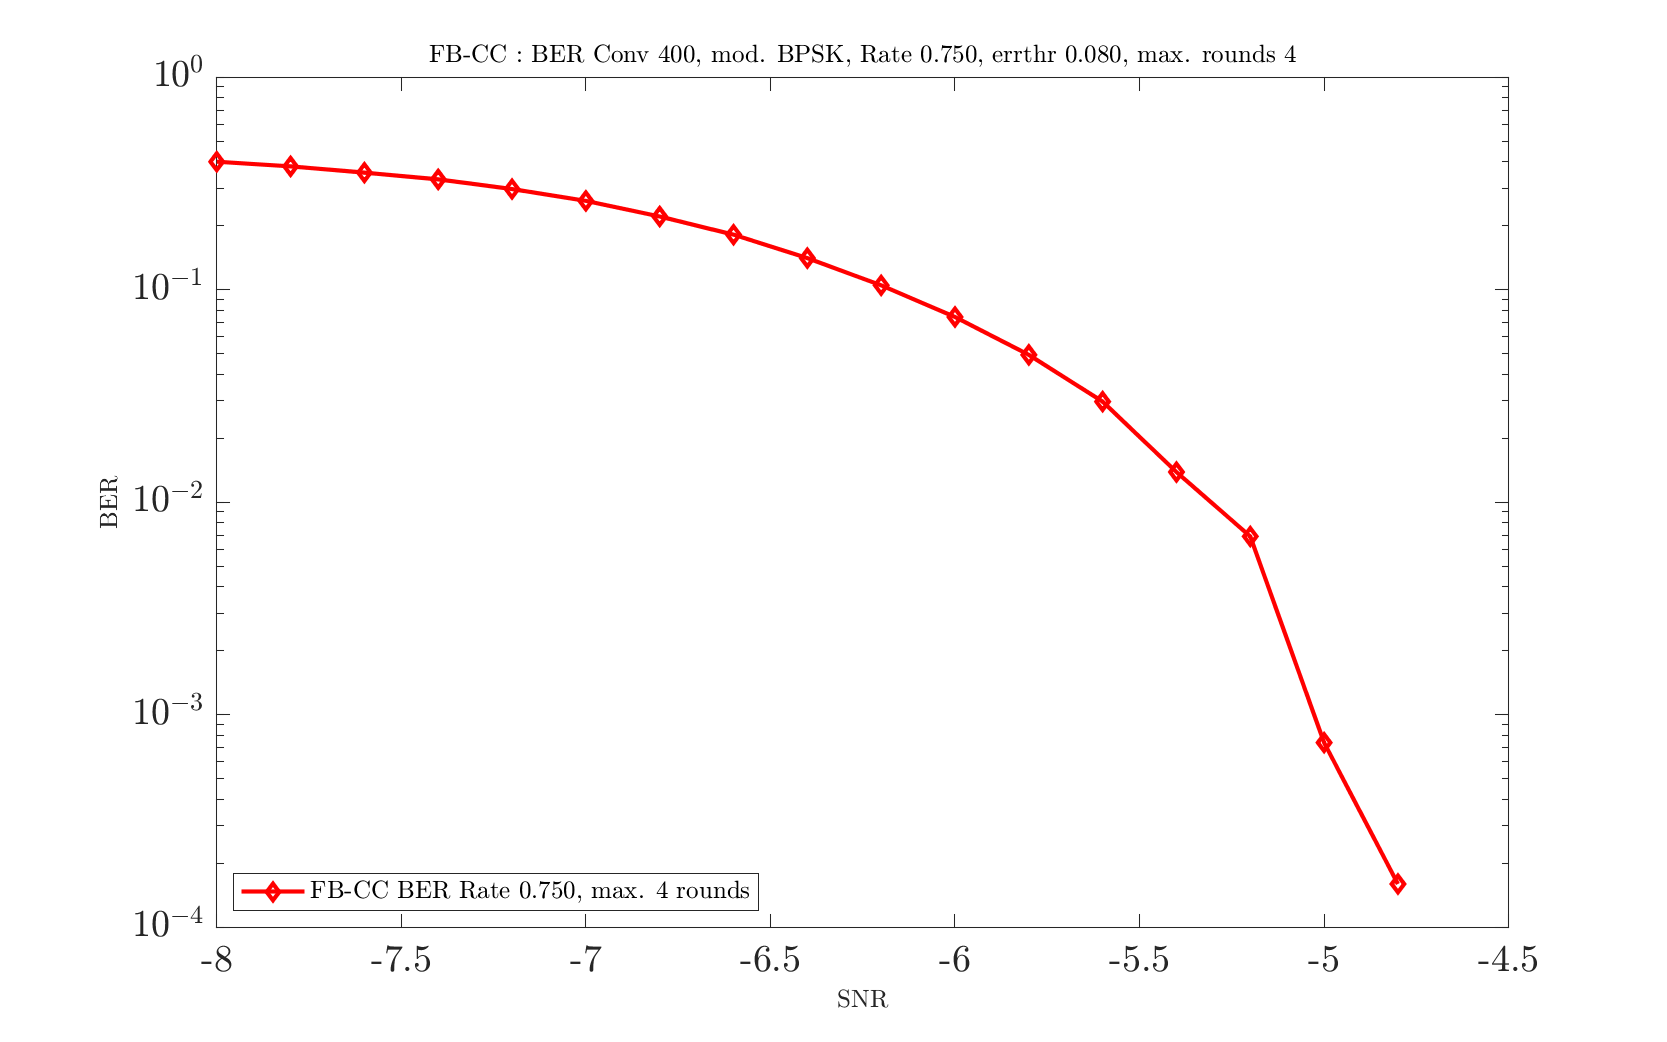 FB-CC : BER Conv 400, mod. BPSK, Rate 0.750, errthr 0.080, max. rounds 4
10^0
10^-1
10^-2
10^-3
10^-4
BER
FB-CC BER Rate 0.750, max. 4 rounds
-8 -7.5 -7 -6.5 -6 -5.5 -5 -4.5
SNR